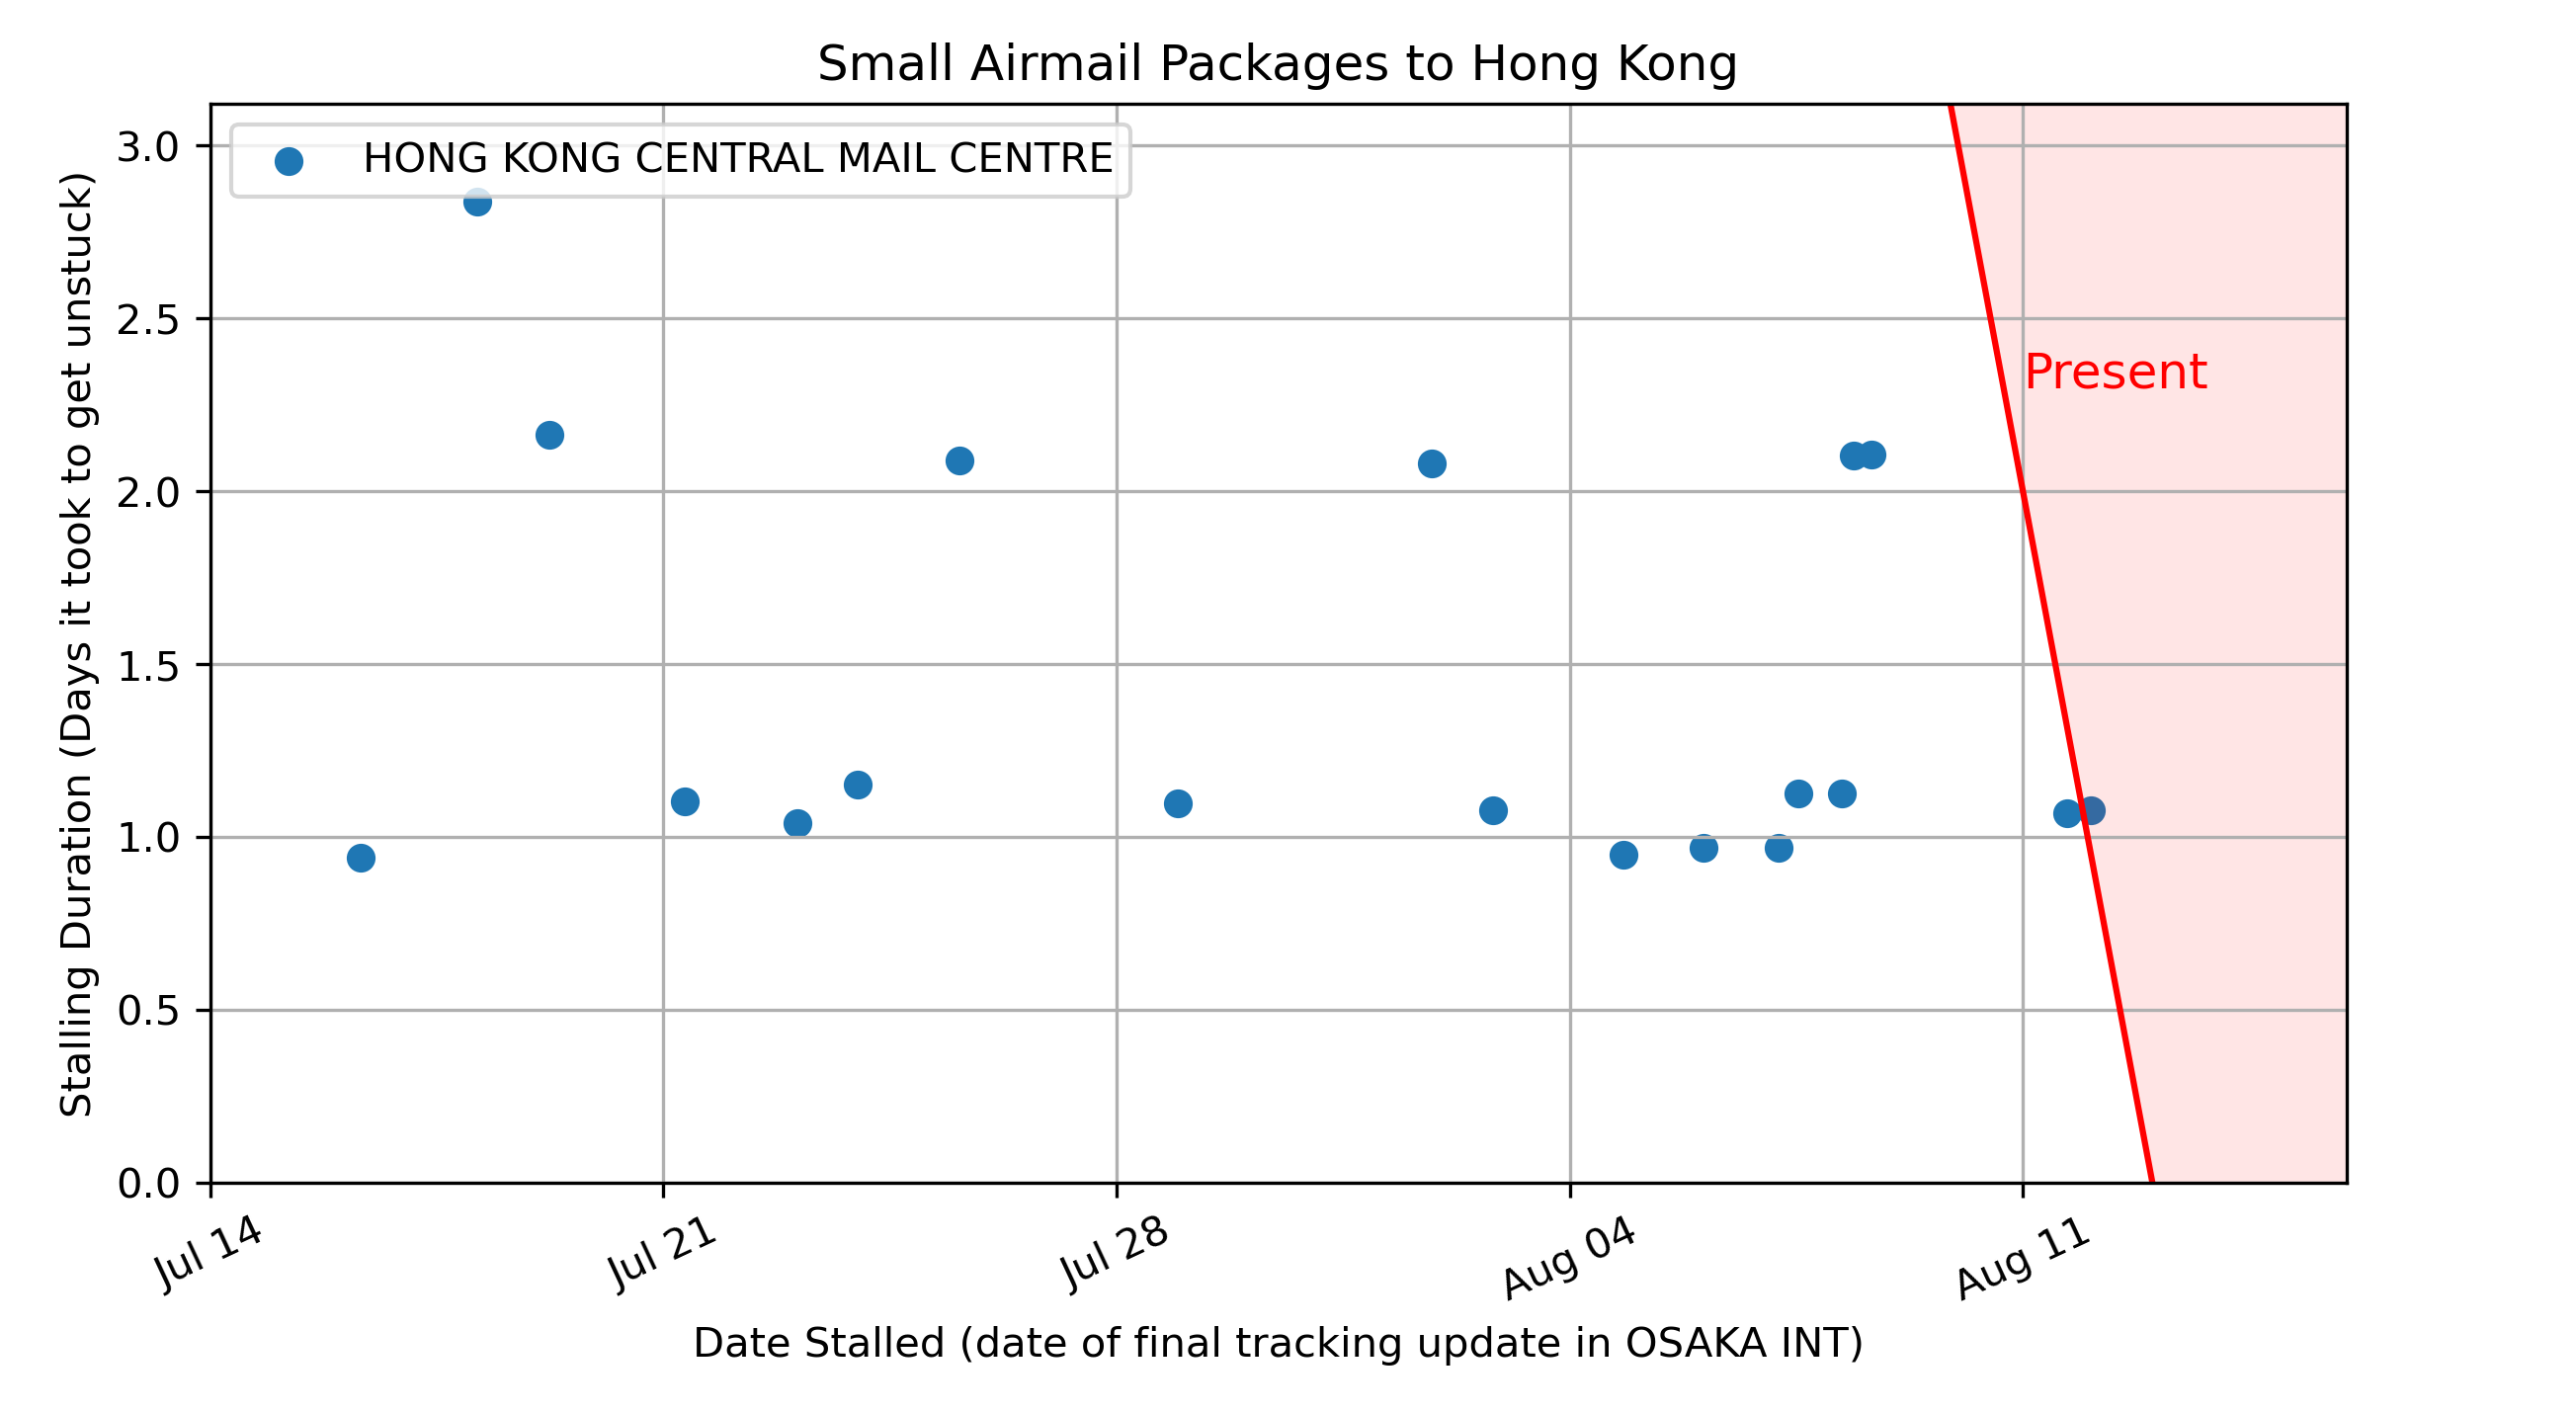 Small Airmail Packages to Hong Kong
HONG KONG CENTRAL MAIL CENTRE
3.0
2.5
2.0
1.5
1.0
0.5
0.0
Stalling Duration (Days it took to get unstuck)
Present
Jul 14
Jul 21
Jul 28
Aug 04
Aug 11
Date Stalled (date of final tracking update in OSAKA INT)